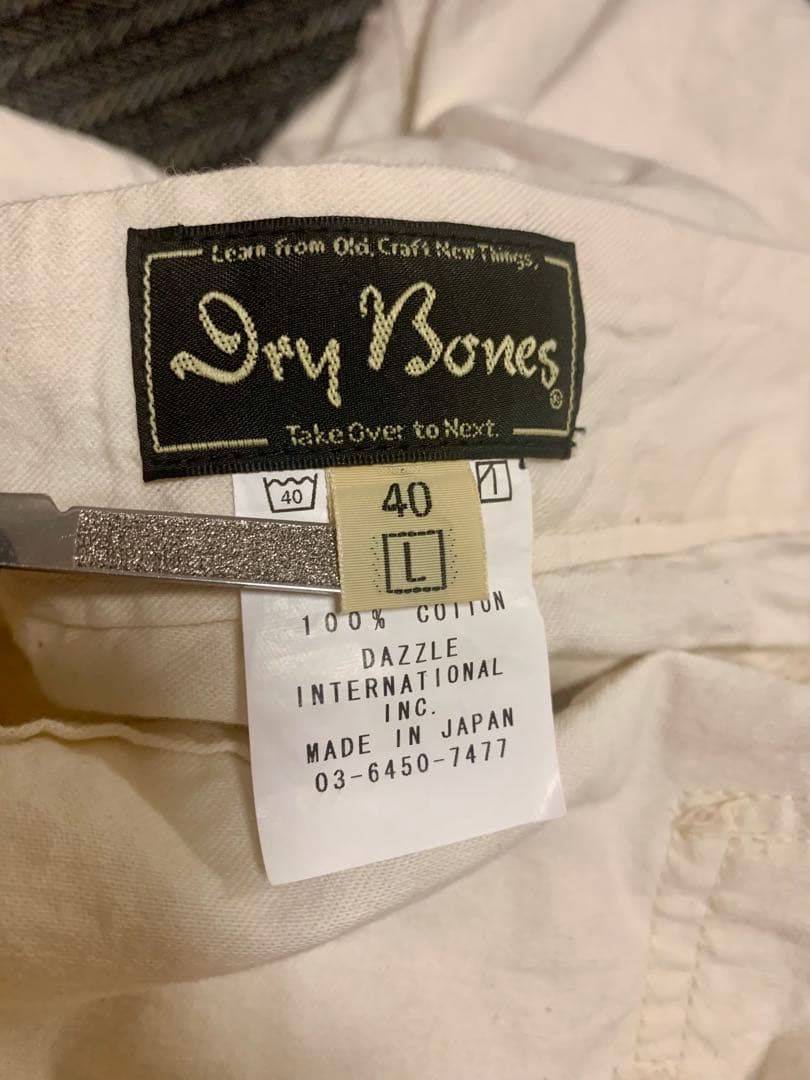 Learn from Old, Craft New Things,
Dry Bones®
Take Over to Next.
40
40
L
100% COTTON
DAZZLE
INTERNATIONAL
INC.
MADE IN JAPAN
03-6450-7477